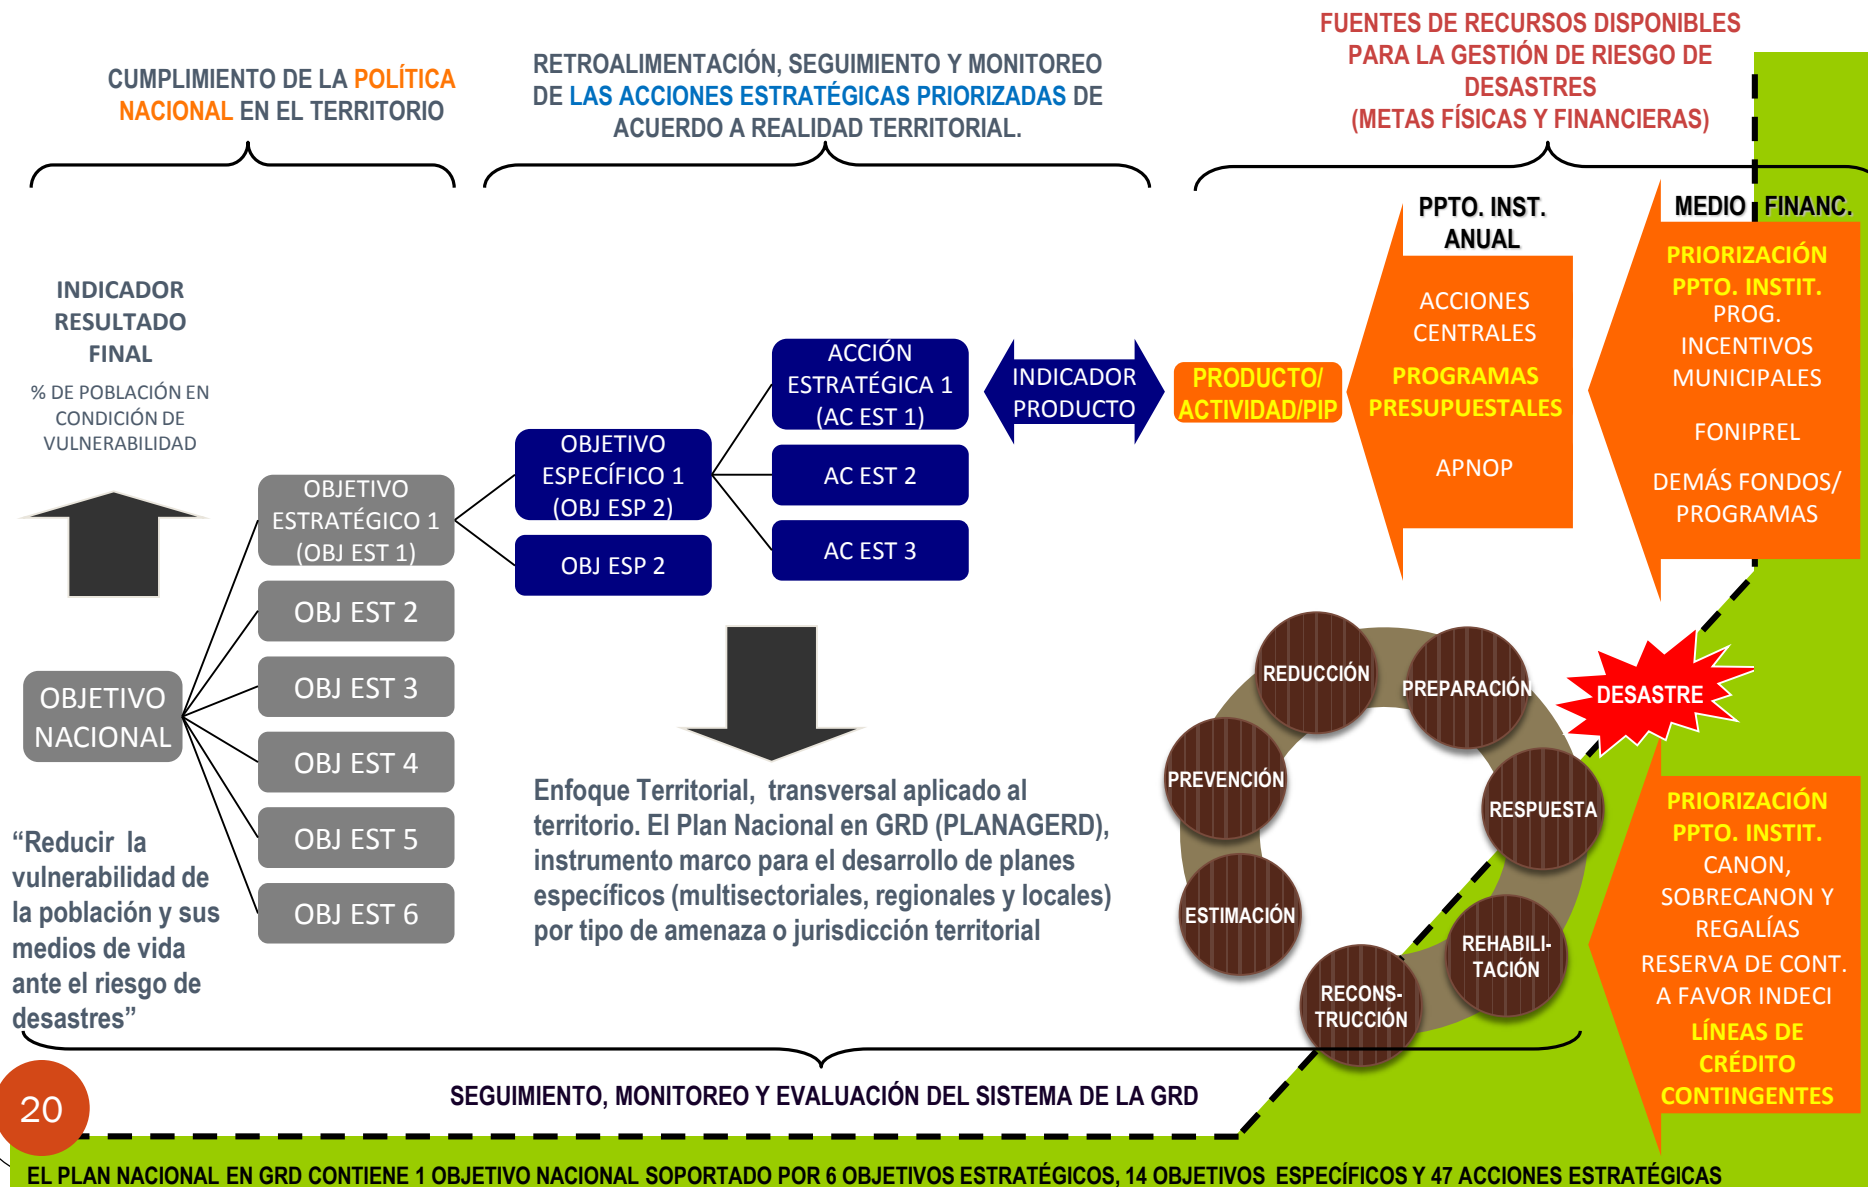 CUMPLIMIENTO DE LA POLÍTICA
NACIONAL EN EL TERRITORIO
RETROALIMENTACIÓN, SEGUIMIENTO Y MONITOREO
DE LAS ACCIONES ESTRATÉGICAS PRIORIZADAS DE
ACUERDO A REALIDAD TERRITORIAL.
FUENTES DE RECURSOS DISPONIBLES
PARA LA GESTIÓN DE RIESGO DE
DESASTRES
(METAS FÍSICAS Y FINANCIERAS)
INDICADOR
RESULTADO
FINAL
% DE POBLACIÓN EN
CONDICIÓN DE
VULNERABILIDAD
OBJETIVO
NACIONAL
“Reducir la
vulnerabilidad de
la población y sus
medios de vida
ante el riesgo de
desastres”
OBJETIVO
ESTRATÉGICO 1
(OBJ EST 1)
OBJ EST 2
OBJ EST 3
OBJ EST 4
OBJ EST 5
OBJ EST 6
OBJETIVO
ESPECÍFICO 1
(OBJ ESP 2)
OBJ ESP 2
ACCIÓN
ESTRATÉGICA 1
(AC EST 1)
AC EST 2
AC EST 3
INDICADOR
PRODUCTO
PRODUCTO/
ACTIVIDAD/PIP
PPTO. INST.
ANUAL
ACCIONES
CENTRALES
PROGRAMAS
PRESUPUESTALES
APNOP
MEDIO FINANC.
PRIORIZACIÓN
PPTO. INSTIT.
PROG.
INCENTIVOS
MUNICIPALES
FONIPREL
DEMÁS FONDOS/
PROGRAMAS
Enfoque Territorial, transversal aplicado al
territorio. El Plan Nacional en GRD (PLANAGERD),
instrumento marco para el desarrollo de planes
específicos (multisectoriales, regionales y locales)
por tipo de amenaza o jurisdicción territorial
ESTIMACIÓN
PREVENCIÓN
REDUCCIÓN
PREPARACIÓN
DESASTRE
RESPUESTA
REHABILI-
TACIÓN
RECONS-
TRUCCIÓN
PRIORIZACIÓN
PPTO. INSTIT.
CANON,
SOBRECANON Y
REGALÍAS
RESERVA DE CONT.
A FAVOR INDECI
LÍNEAS DE
CRÉDITO
CONTINGENTES
SEGUIMIENTO, MONITOREO Y EVALUACIÓN DEL SISTEMA DE LA GRD
20
EL PLAN NACIONAL EN GRD CONTIENE 1 OBJETIVO NACIONAL SOPORTADO POR 6 OBJETIVOS ESTRATÉGICOS, 14 OBJETIVOS ESPECÍFICOS Y 47 ACCIONES ESTRATÉGICAS